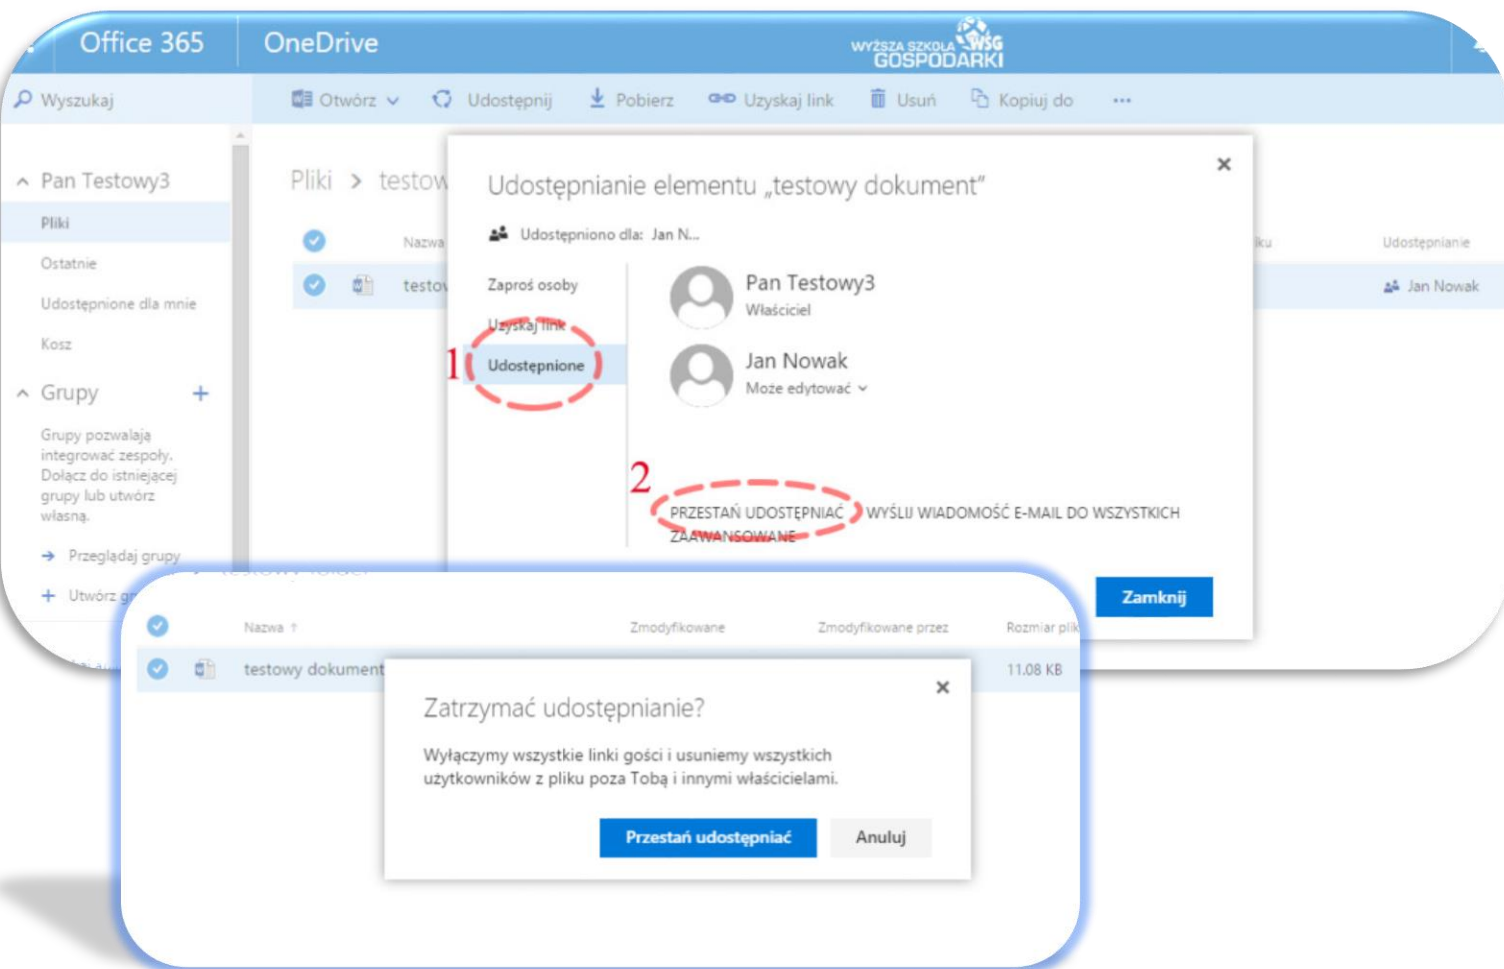 Office 365
OneDrive
WYŻSZA SZKOŁA WSG
GOSPODARKI
Wyszukaj
Otwórz
Udostępnij
Pobierz
Uzyskaj link
Usuń
Kopiuj do
...
Pan Testowy3
Pliki
Ostatnie
Udostępnione dla mnie
Kosz
Grupy +
Grupy pozwalają
integrować zespoły.
Dołącz do istniejącej
grupy lub utwórz
własną.
Przeglądaj grupy
+ Utwórz gr
Pliki > testow
Nazwa
testov
Udostępnianie
Jan Nowak
Udostępnianie elementu „testowy dokument”
Udostępniono dla: Jan N...
Zaproś osoby
Uzyskaj link
1
Udostępnione
Pan Testowy3
Właściciel
Jan Nowak
Może edytować
2
PRZESTAŃ UDOSTĘPNIAĆ WYŚLIJ WIADOMOŚĆ E-MAIL DO WSZYSTKICH
ZAAWANSOWANE
Zamknij
Nazwa ↑
Zmodyfikowane
Zmodyfikowane przez
Rozmiar plik
testowy dokument
11.08 KB
Zatrzymać udostępnianie?
Wyłączymy wszystkie linki gości i usuniemy wszystkich
użytkowników z pliku poza Tobą i innymi właścicielami.
Przestań udostępniać
Anuluj